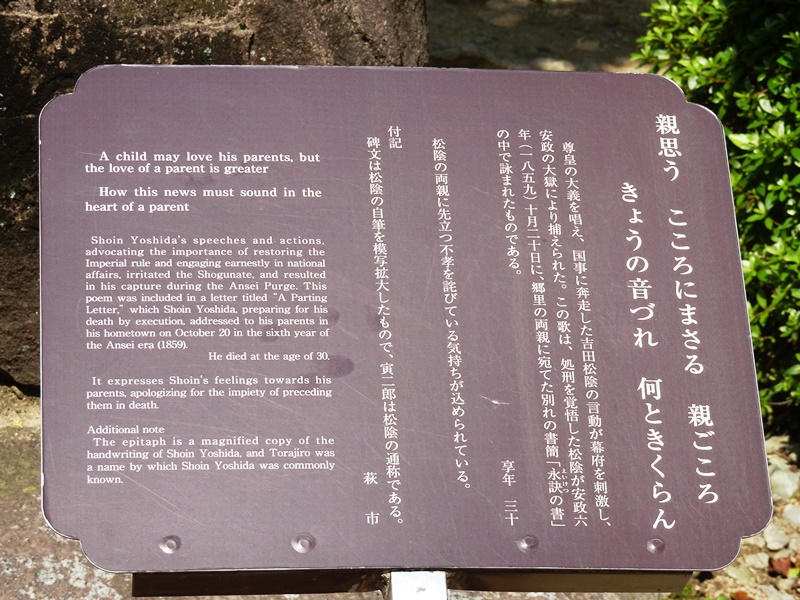 親思う こころにまさる 親ごころ
きょうの音づれ 何ときくらん
尊皇の大義を唱え、国事に奔走した吉田松陰の言動が幕府を刺激し、
安政の大獄により捕えられた。この歌は、処刑を覚悟した松陰が安政六
年（一八五九）十月二十日に、郷里の両親に宛てた別れの書簡「永訣の書」
えいけつ
の中で詠まれたものである。
享年 三十
松陰の両親に先立つ不孝を詫びている気持ちが込められている。
付記
碑文は松陰の自筆を模写拡大したもので、寅二郎は松陰の通称である。
萩 市
A child may love his parents, but
the love of a parent is greater
How this news must sound in the
heart of a parent
Shoin Yoshida's speeches and actions,
advocating the importance of restoring the
Imperial rule and engaging earnestly in national
affairs, irritated the Shogunate, and resulted
in his capture during the Ansei Purge. This
poem was included in a letter titled "A Parting
Letter," which Shoin Yoshida, preparing for his
death by execution, addressed to his parents in
his hometown on October 20 in the sixth year of
the Ansei era (1859).
He died at the age of 30.
It expresses Shoin's feelings towards his
parents, apologizing for the impiety of preceding
them in death.
Additional note
The epitaph is a magnified copy of the
handwriting of Shoin Yoshida, and Torajiro was
a name by which Shoin Yoshida was commonly
known.